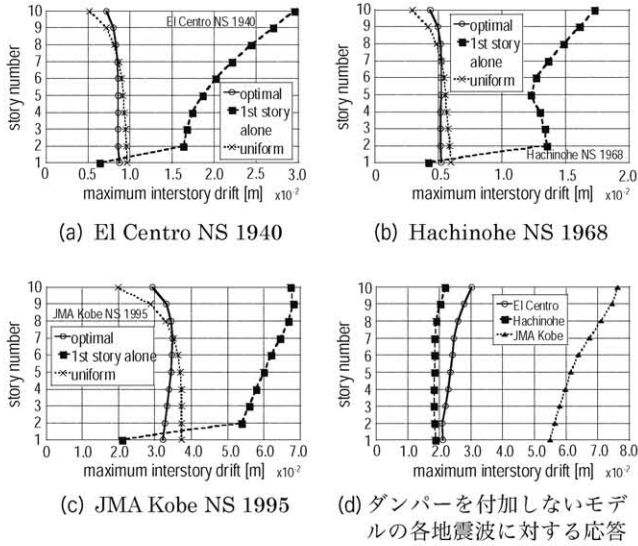 10
9
8
7
6
5
4
3
2
1
story number
El Centro NS 1940
optimal
1st story
alone
uniform
0.0 0.5 1.0 1.5 2.0 2.5 3.0
maximum interstory drift [m] x10⁻²
(a) El Centro NS 1940
10
9
8
7
6
5
4
3
2
1
story number
optimal
1st story
alone
uniform
Hachinohe NS 1968
0.0 0.5 1.0 1.5 2.0
maximum interstory drift [m] x10⁻²
(b) Hachinohe NS 1968
10
9
8
7
6
5
4
3
2
1
story number
JMA Kobe NS 1995
optimal
1st story alone
uniform
0.0 1.0 2.0 3.0 4.0 5.0 6.0 7.0
maximum interstory drift [m] x10⁻²
(c) JMA Kobe NS 1995
10
9
8
7
6
5
4
3
2
1
story number
El Centro
Hachinohe
JMA Kobe
0.0 1.0 2.0 3.0 4.0 5.0 6.0 7.0 8.0
maximum interstory drift [m] x10⁻²
(d) ダンパーを付加しないモデ
ルの各地震波に対する応答